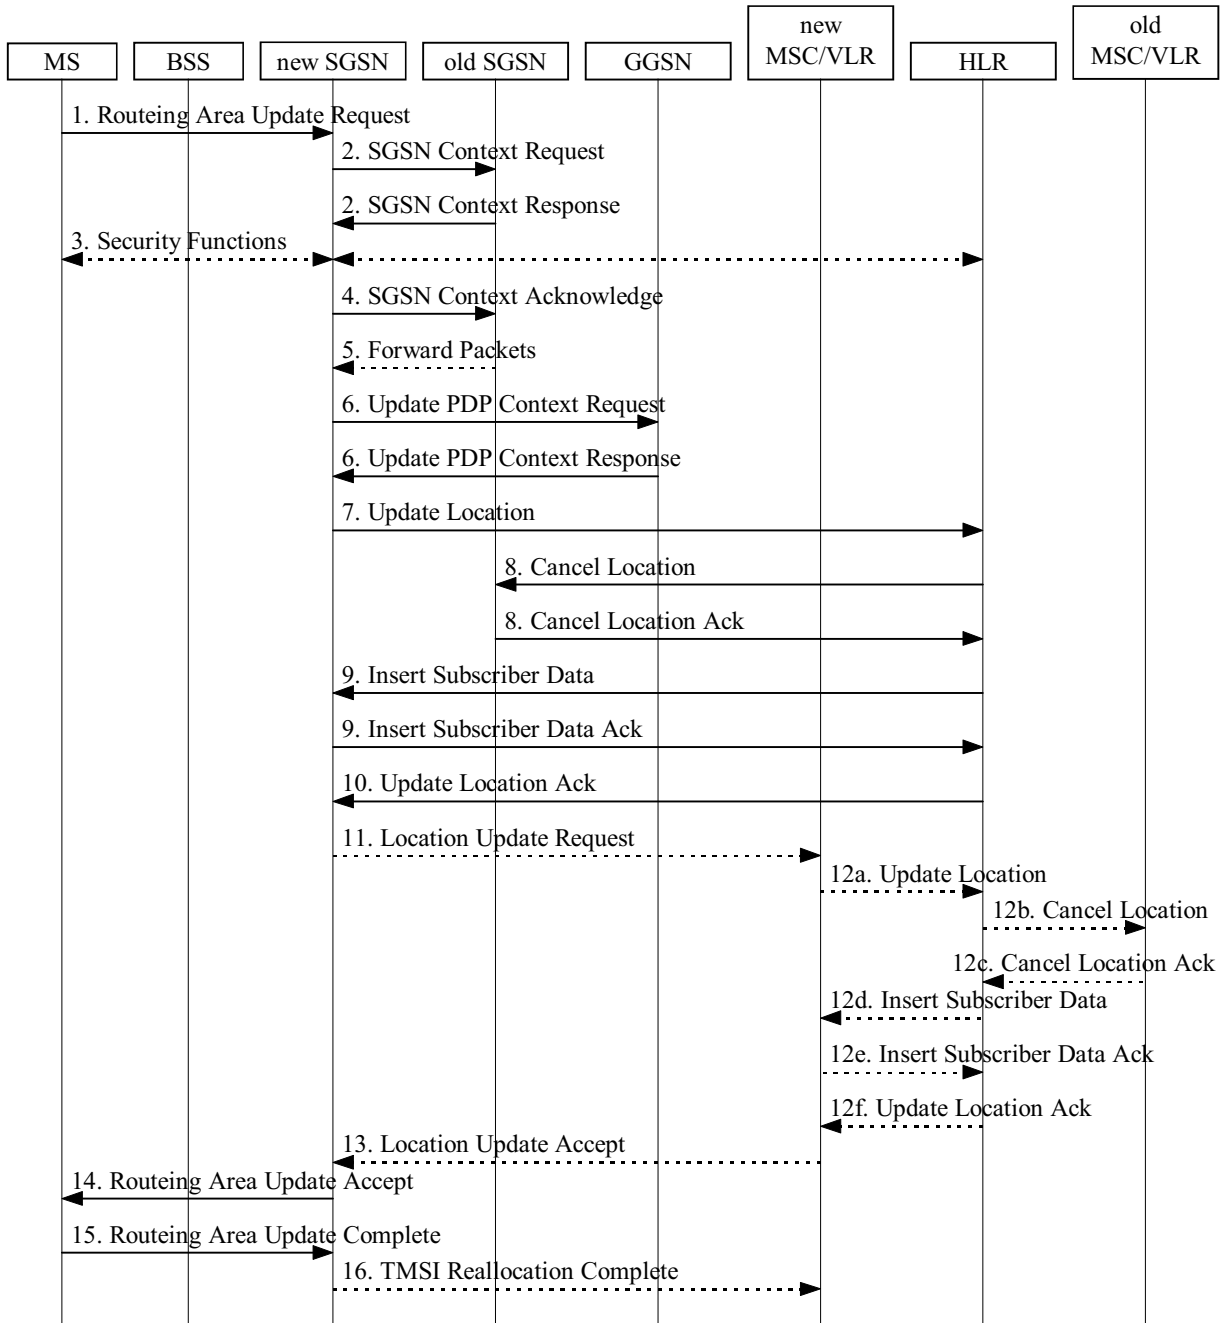 new
old
MS
BSS
new SGSN
old SGSN
GGSN
MSC/VLR
HLR
MSC/VLR
1. Routeing Area Update Request
2. SGSN Context Request
2. SGSN Context Response
3. Security Functions
4. SGSN Context Acknowledge
5. Forward Packets
6. Update PDP Context Request
6. Update PDP Context Response
7. Update Location
8. Cancel Location
8. Cancel Location Ack
9. Insert Subscriber Data
9. Insert Subscriber Data Ack
10. Update Location Ack
11. Location Update Request
12a. Update Location
12b. Cancel Location
12c. Cancel Location Ack
12d. Insert Subscriber Data
12e. Insert Subscriber Data Ack
12f. Update Location Ack
13. Location Update Accept
14. Routeing Area Update Accept
15. Routeing Area Update Complete
16. TMSI Reallocation Complete